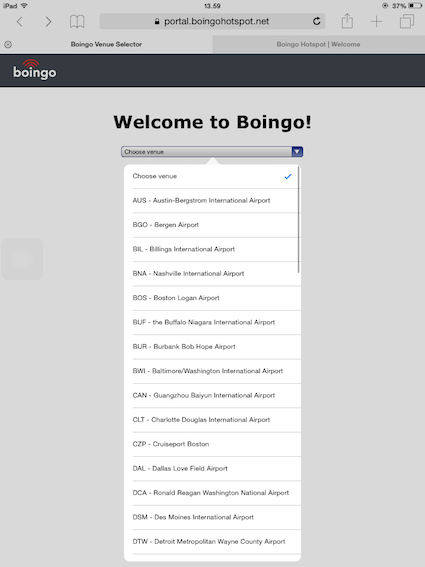 iPad 13.59 37%
portal.boingohotspot.net
Boingo Venue Selector Boingo Hotspot | Welcome
boingo
Welcome to Boingo!
Choose venue
Choose venue
AUS - Austin-Bergstrom International Airport
BGO - Bergen Airport
BIL - Billings International Airport
BNA - Nashville International Airport
BOS - Boston Logan Airport
BUF - the Buffalo Niagara International Airport
BUR - Burbank Bob Hope Airport
BWI - Baltimore/Washington International Airport
CAN - Guangzhou Baiyun International Airport
CLT - Charlotte Douglas International Airport
CZP - Cruiseport Boston
DAL - Dallas Love Field Airport
DCA - Ronald Reagan Washington National Airport
DSM - Des Moines International Airport
DTW - Detroit Metropolitan Wayne County Airport